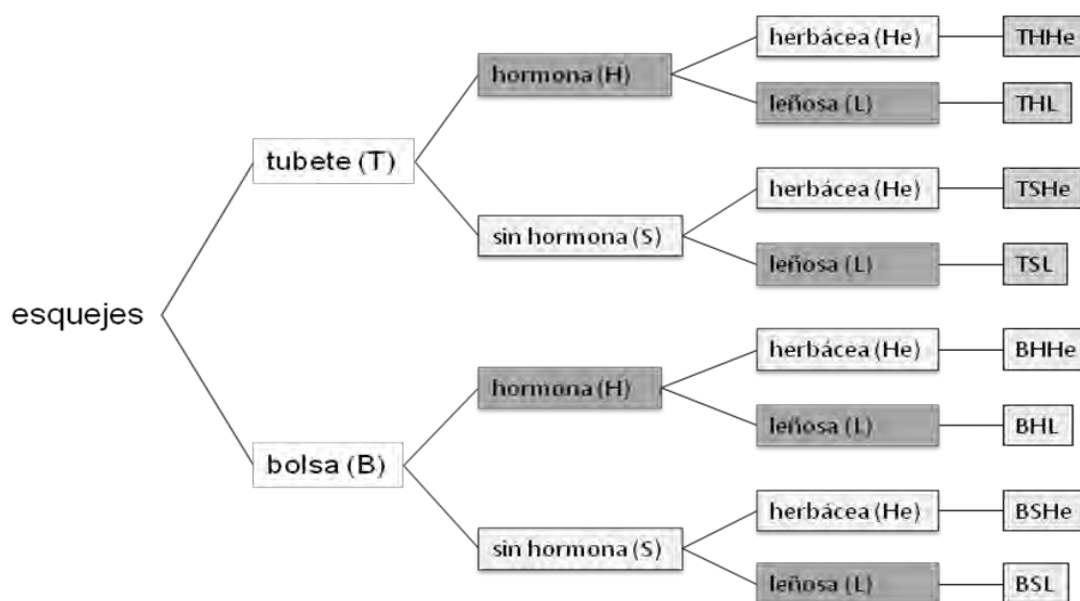 herbácea (He)
THHe
hormona (H)
leñosa (L)
THL
tubete (T)
herbácea (He)
TSHe
sin hormona (S)
leñosa (L)
TSL
esquejes
herbácea (He)
BHHe
hormona (H)
leñosa (L)
BHL
bolsa (B)
herbácea (He)
BSHe
sin hormona (S)
leñosa (L)
BSL